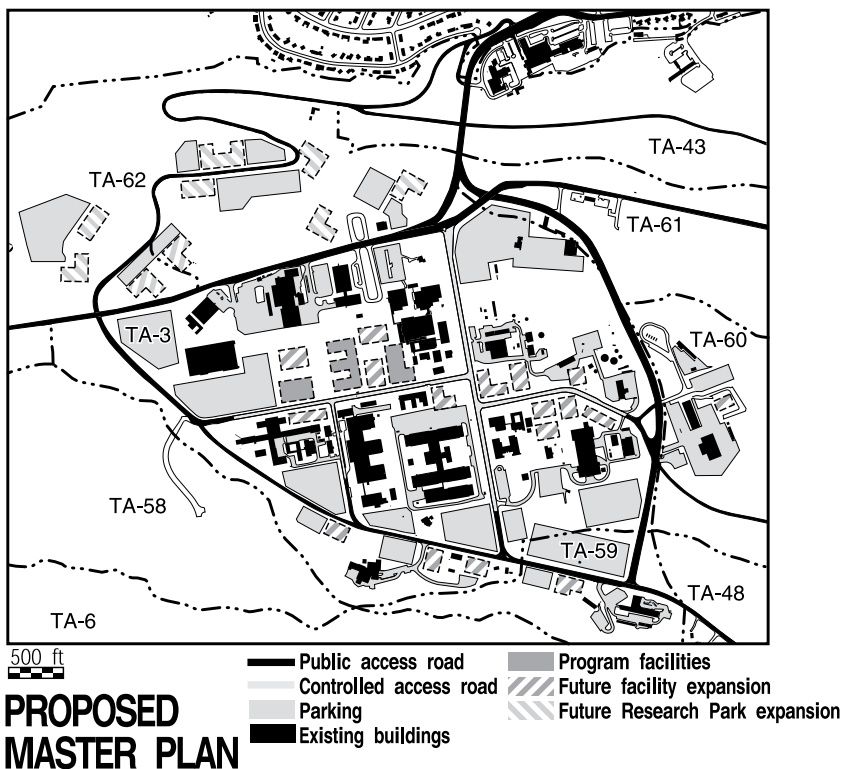 TA-43
TA-62
TA-61
TA-3
TA-60
TA-58
TA-59
TA-48
TA-6
500 ft
PROPOSED
MASTER PLAN
Public access road
Controlled access road
Parking
Existing buildings
Program facilities
Future facility expansion
Future Research Park expansion